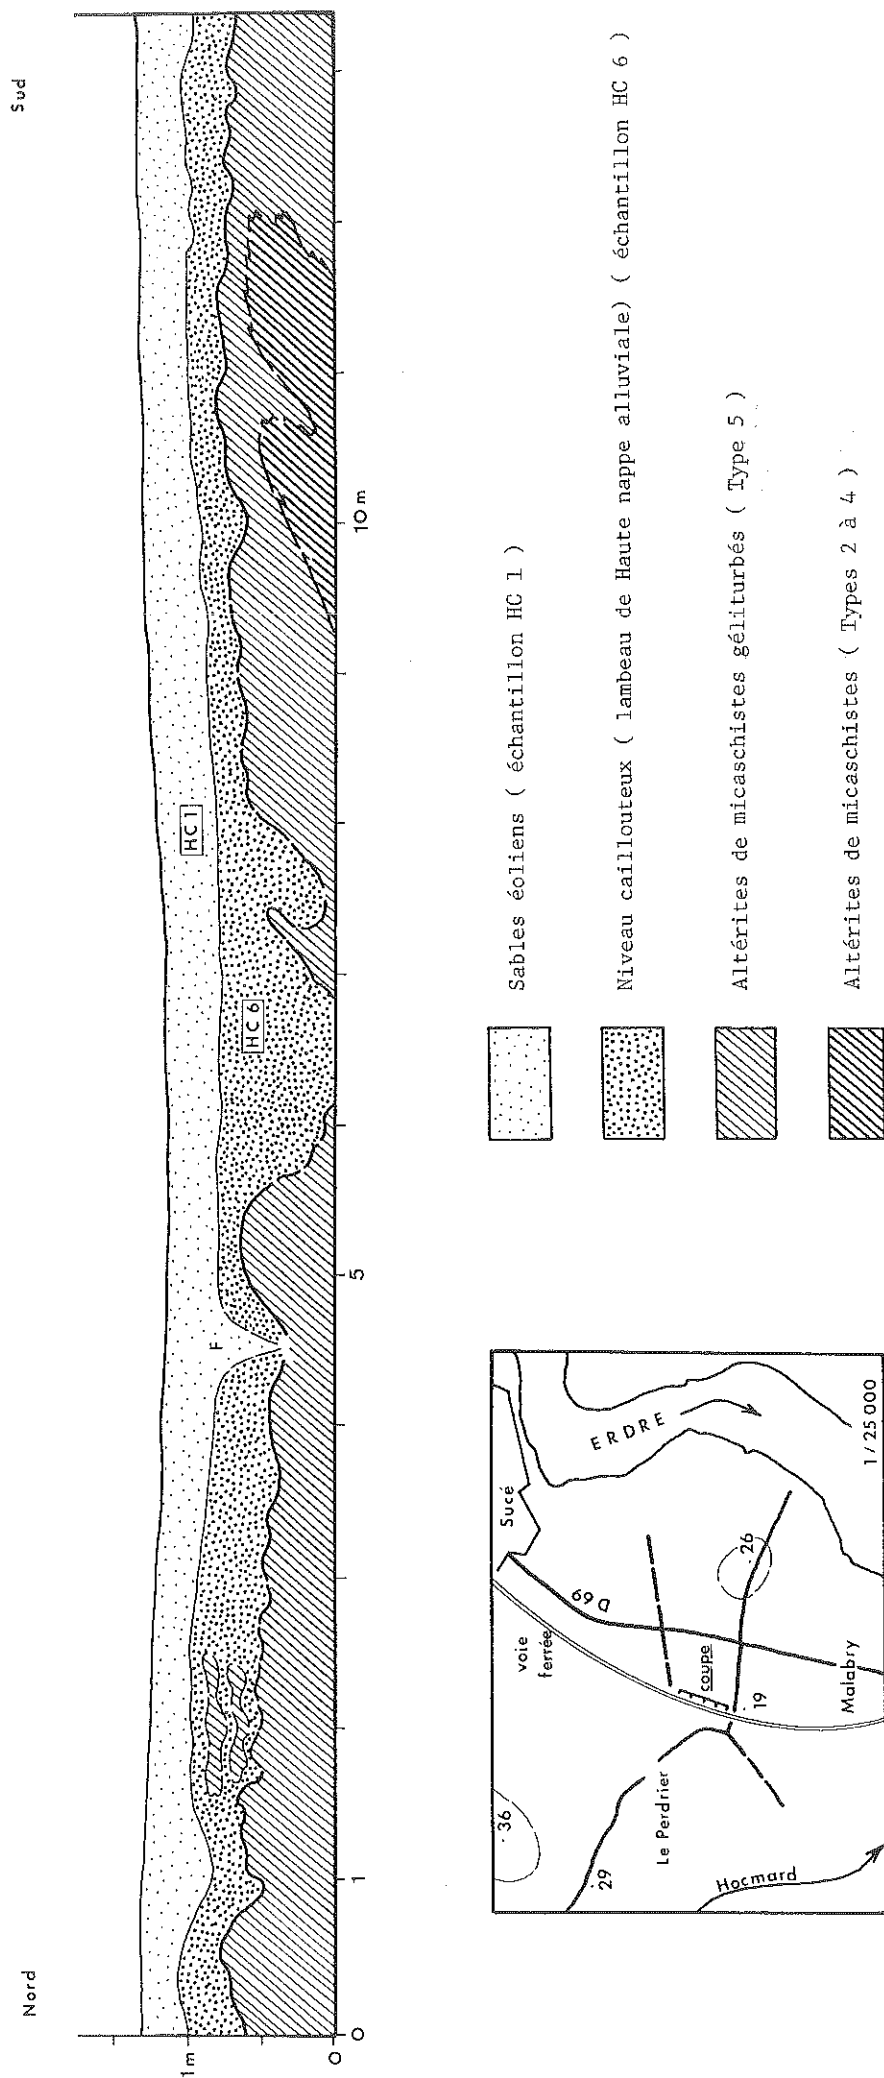 Nord
Sud
1m
0
0
1
5
10m
F
HC 6
HC 1
Sables éoliens ( échantillon HC 1 )
Niveau caillouteux ( lambeau de Haute nappe alluviale) ( échantillon HC 6 )
Altérites de micaschistes géliturbés ( Type 5 )
Altérites de micaschistes ( Types 2 à 4 )
. 36
. 29
Le Perdrier
Hocmard
voie
ferrée
Sucé
D 69
coupe
. 19
. 26
Malabry
ERDRE
1 / 25 000